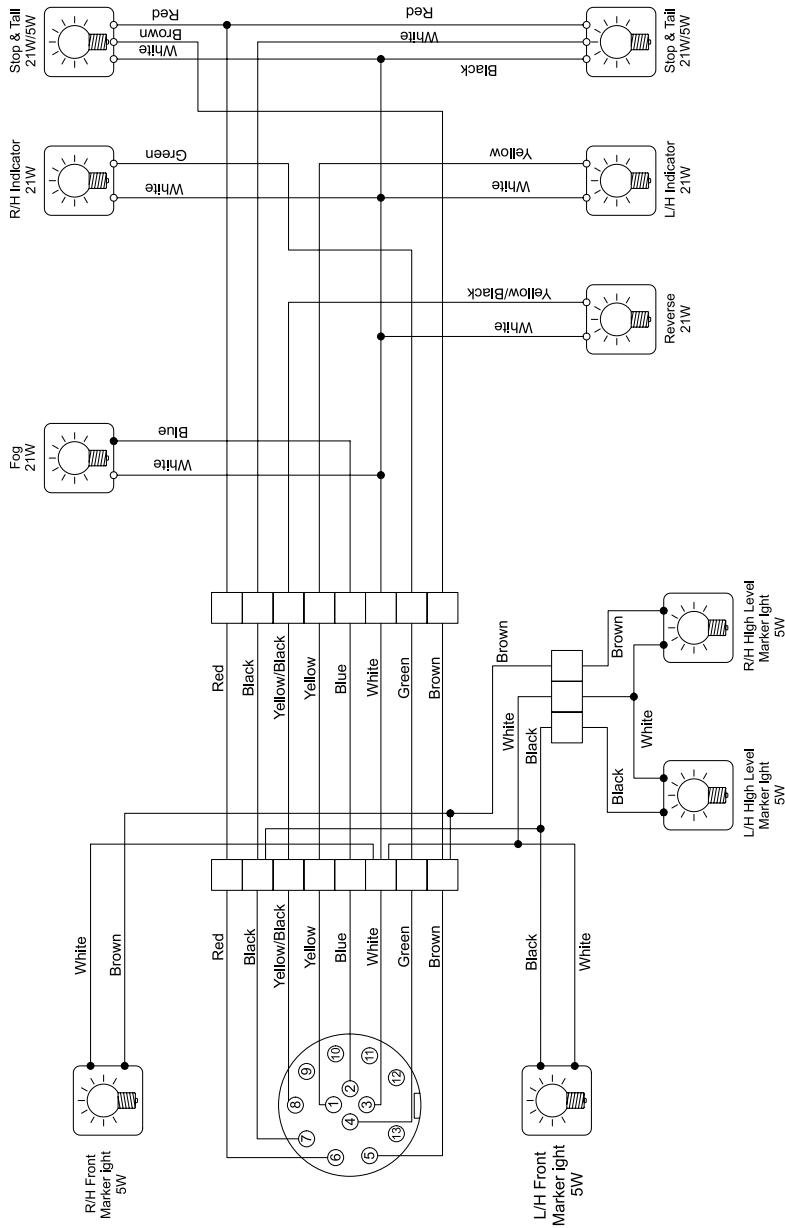 Stop & Tail
21W/5W
Red
Brown
White
Red
White
Black
Stop & Tail
21W/5W
R/H Indicator
21W
Green
White
Yellow
White
L/H Indicator
21W
Yellow/Black
White
Reverse
21W
Fog
21W
Blue
White
Red
Black
Yellow/Black
Yellow
Blue
White
Green
Brown
Brown
White
Black
Brown
White
Black
R/H High Level
Marker light
5W
L/H High Level
Marker light
5W
White
Brown
Red
Black
Yellow/Black
Yellow
Blue
White
Green
Brown
Black
White
1
2
3
4
5
6
7
8
9
10
11
12
13
R/H Front
Marker light
5W
L/H Front
Marker light
5W